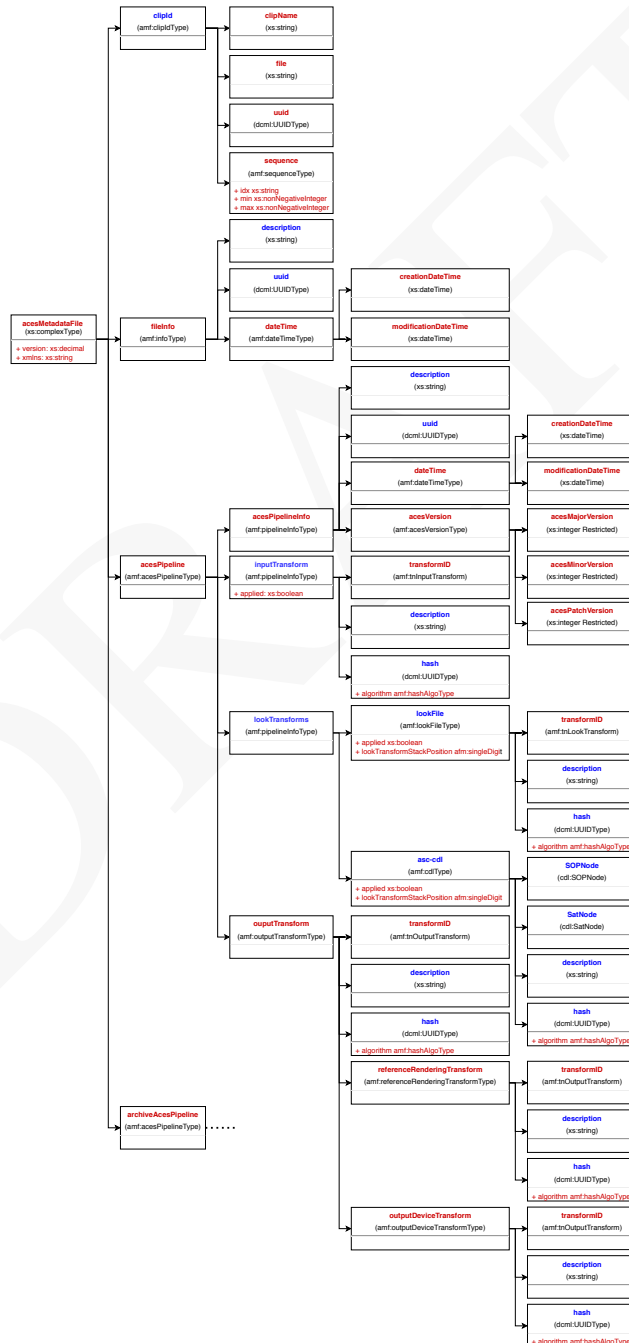 clipId
(amf:clipIdType)
clipName
(xs:string)
file
(xs:string)
uuid
(dcml:UUIDType)
sequence
(amf:sequenceType)
+ idx xs:string
+ min xs:nonNegativeInteger
+ max xs:nonNegativeInteger
description
(xs:string)
uuid
(dcml:UUIDType)
creationDateTime
(xs:dateTime)
acesMetadataFile
(xs:complexType)
+ version: xs:decimal
+ xmlns: xs:string
fileInfo
(amf:infoType)
dateTime
(amf:dateTimeType)
modificationDateTime
(xs:dateTime)
description
(xs:string)
uuid
(dcml:UUIDType)
creationDateTime
(xs:dateTime)
dateTime
(amf:dateTimeType)
modificationDateTime
(xs:dateTime)
acesPipelineInfo
(amf:pipelineInfoType)
acesVersion
(amf:acesVersionType)
acesMajorVersion
(xs:integer Restricted)
acesPipeline
(amf:acesPipelineType)
inputTransform
(amf:pipelineInfoType)
+ applied: xs:boolean
transformID
(amf:tnInputTransform)
acesMinorVersion
(xs:integer Restricted)
description
(xs:string)
acesPatchVersion
(xs:integer Restricted)
hash
(dcml:UUIDType)
+ algorithm amf:hashAlgoType
lookTransforms
(amf:pipelineInfoType)
lookFile
(amf:lookFileType)
+ applied xs:boolean
+ lookTransformStackPosition afm:singleDigit
transformID
(amf:tnLookTransform)
description
(xs:string)
hash
(dcml:UUIDType)
+ algorithm amf:hashAlgoType
asc-cdl
(amf:cdlType)
+ applied xs:boolean
+ lookTransformStackPosition afm:singleDigit
SOPNode
(cdl:SOPNode)
SatNode
(cdl:SatNode)
ouputTransform
(amf:outputTransformType)
transformID
(amf:tnOutputTransform)
description
(xs:string)
description
(xs:string)
hash
(dcml:UUIDType)
+ algorithm amf:hashAlgoType
hash
(dcml:UUIDType)
+ algorithm amf:hashAlgoType
referenceRenderingTransform
(amf:referenceRenderingTransformType)
transformID
(amf:tnOutputTransform)
archiveAcesPipeline
(amf:acesPipelineType)
......
description
(xs:string)
hash
(dcml:UUIDType)
+ algorithm amf:hashAlgoType
outputDeviceTransform
(amf:outputDeviceTransformType)
transformID
(amf:tnOutputTransform)
description
(xs:string)
hash
(dcml:UUIDType)
+ algorithm amf:hashAlgoType
DRAFT